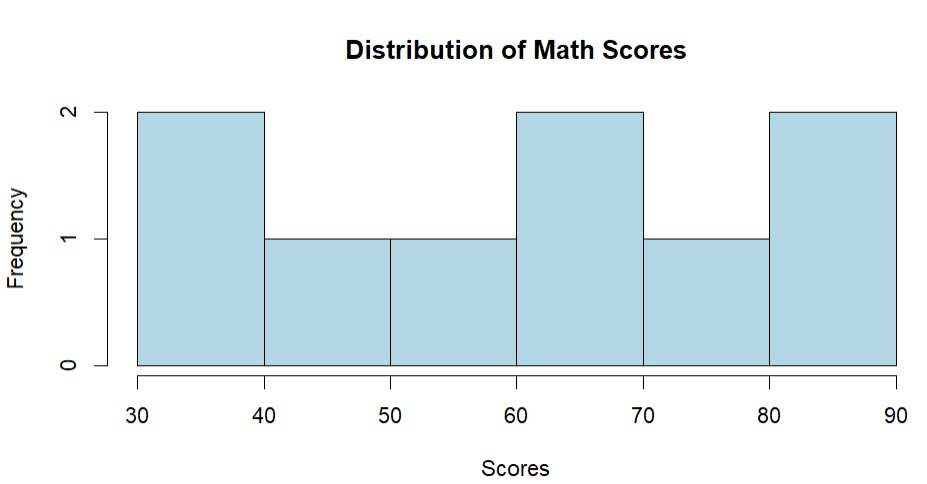 Distribution of Math Scores
Frequency
2
1
0
30 40 50 60 70 80 90
Scores